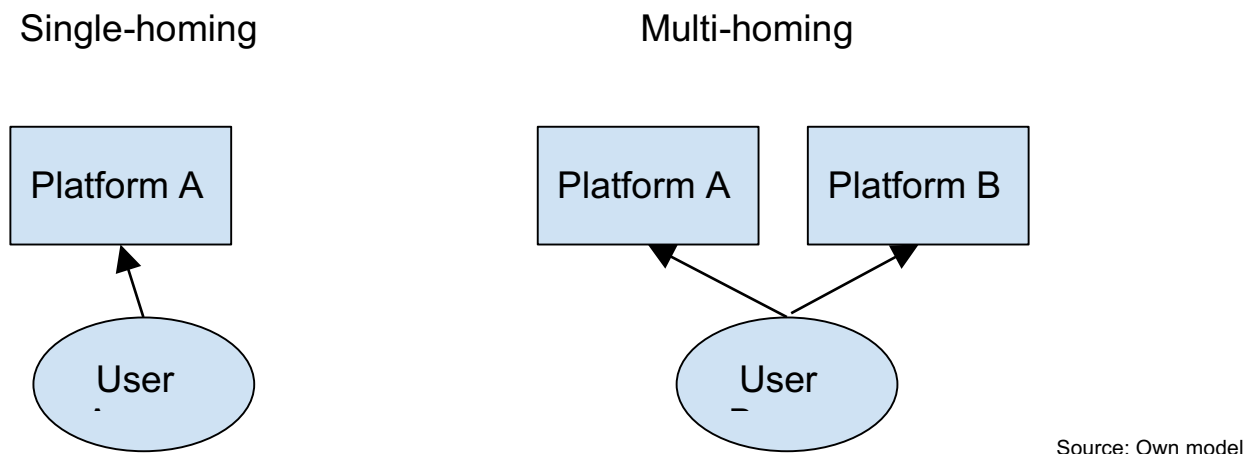 Single-homing
Multi-homing
Platform A
Platform A
Platform B
User
User
Source: Own model